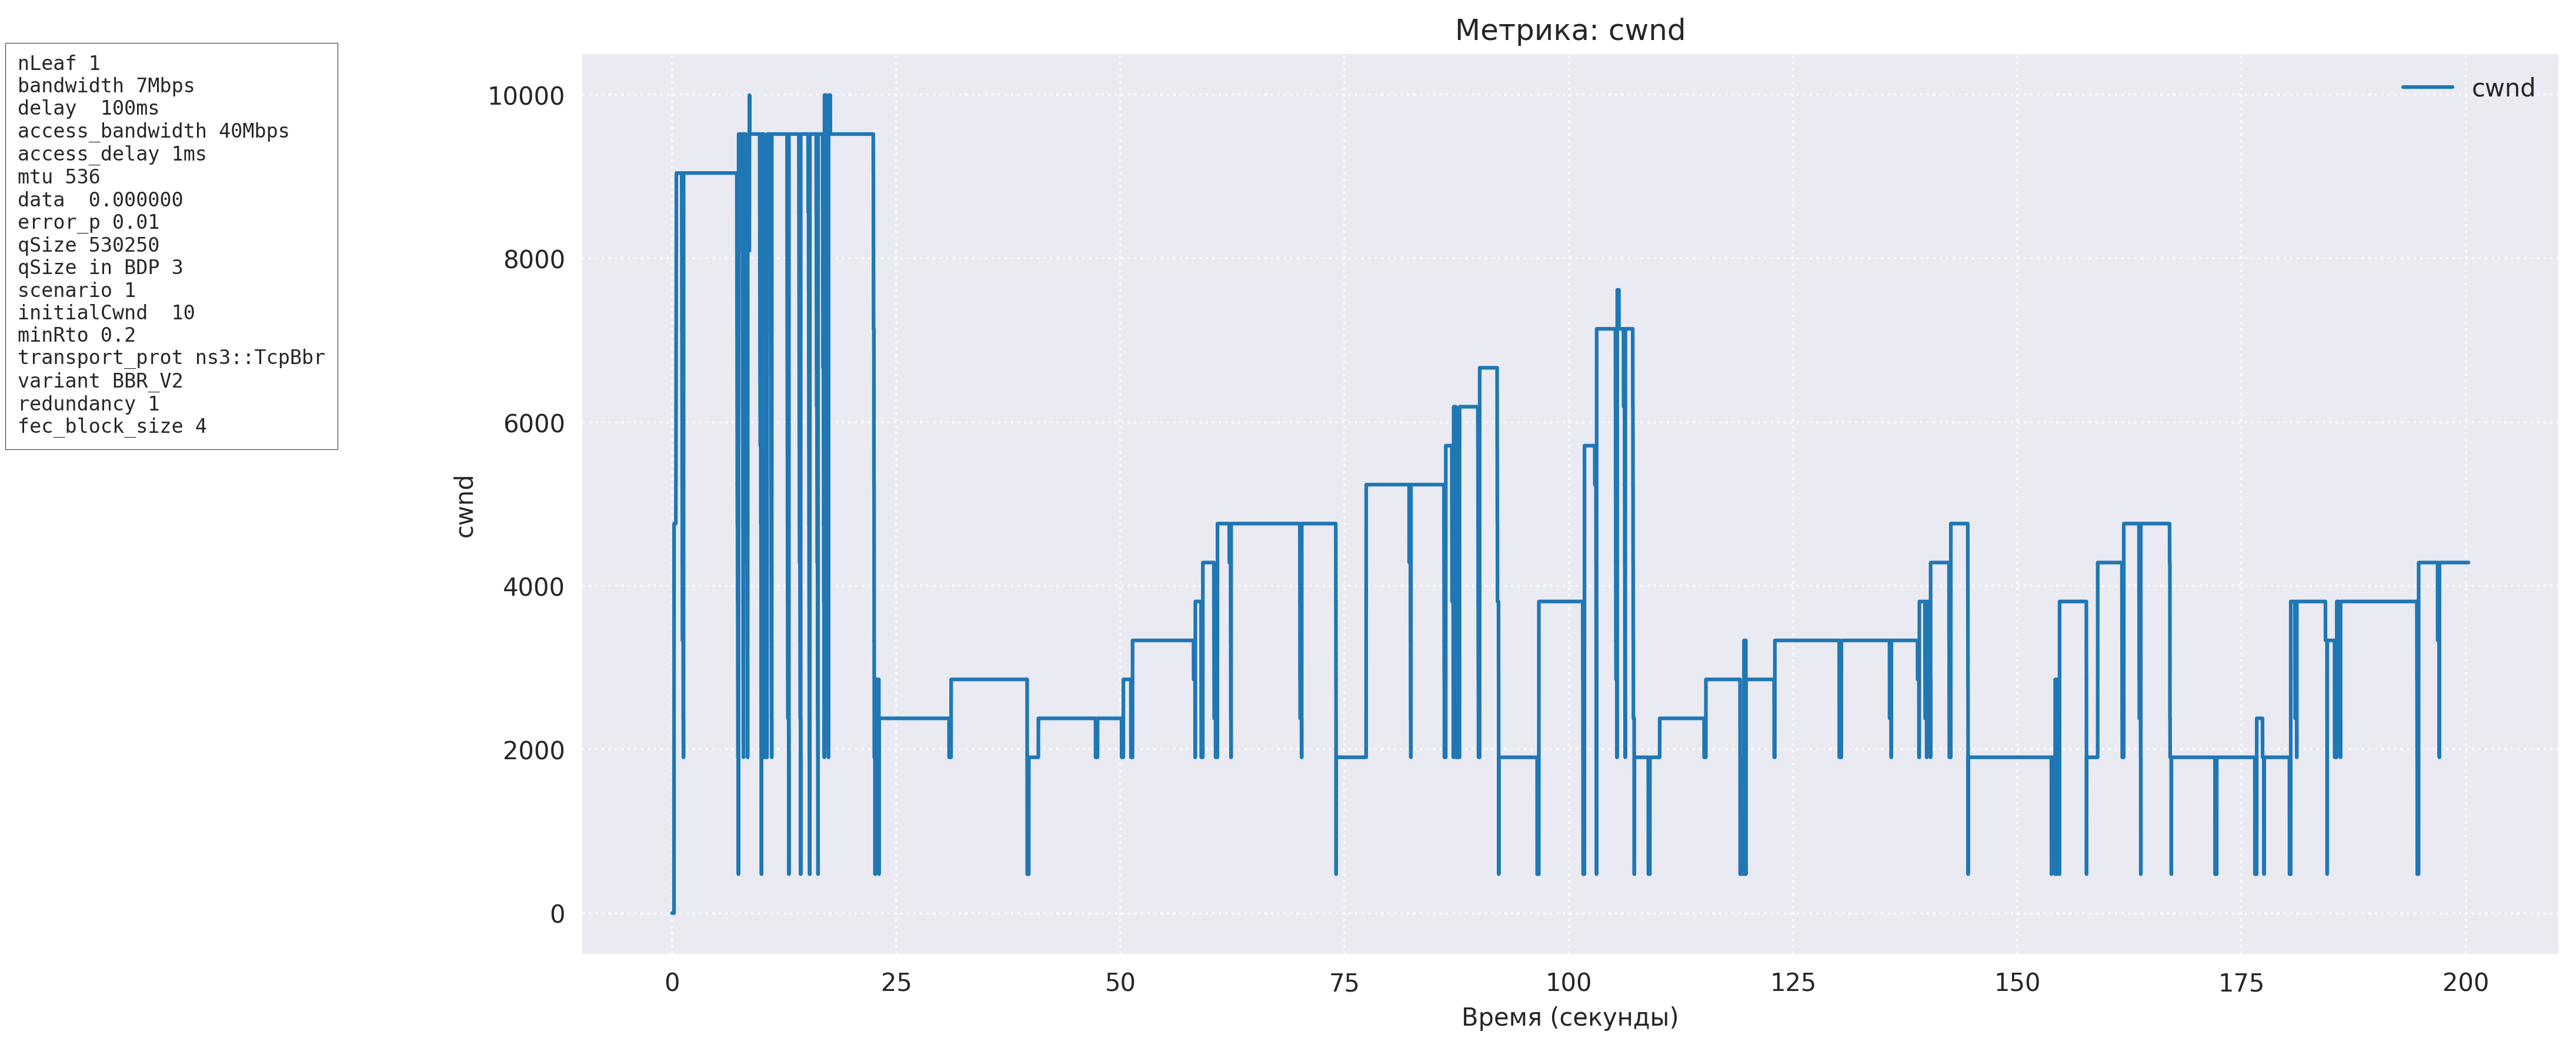 Метрика: cwnd
nLeaf 1
bandwidth 7Mbps
delay  100ms
access_bandwidth 40Mbps
access_delay 1ms
mtu 536
data  0.000000
error_p 0.01
qSize 530250
qSize in BDP 3
scenario 1
initialCwnd  10
minRto 0.2
transport_prot ns3::TcpBbr
variant BBR_V2
redundancy 1
fec_block_size 4
cwnd
10000
8000
6000
4000
2000
0
cwnd
0
25
50
75
100
125
150
175
200
Время (секунды)